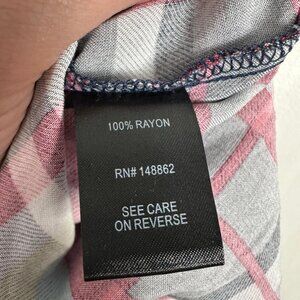 100% RAYON
RN# 148862
SEE CARE
ON REVERSE